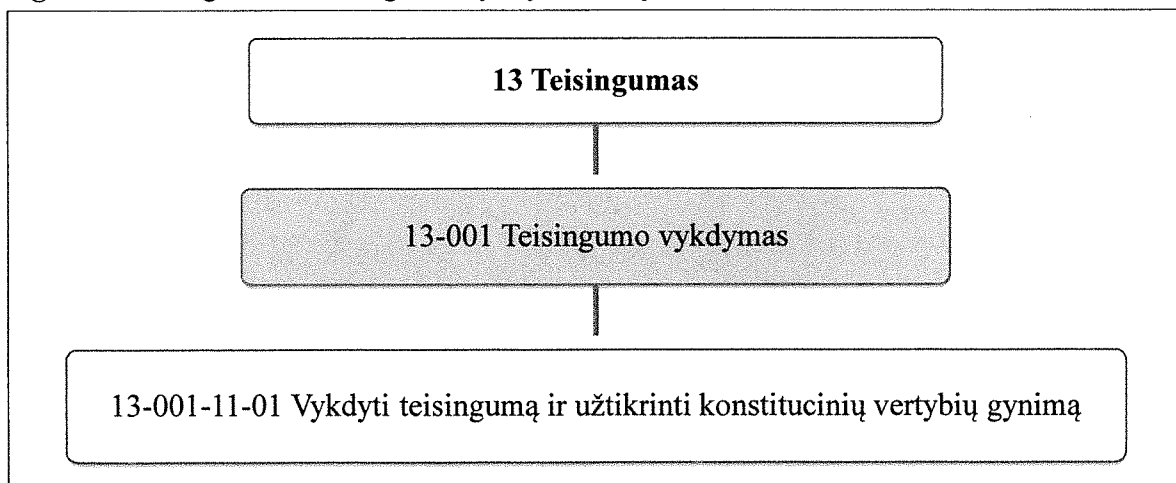 13 Teisingumas
13-001 Teisingumo vykdymas
13-001-11-01 Vykdyti teisingumą ir užtikrinti konstitucinių vertybių gynimą